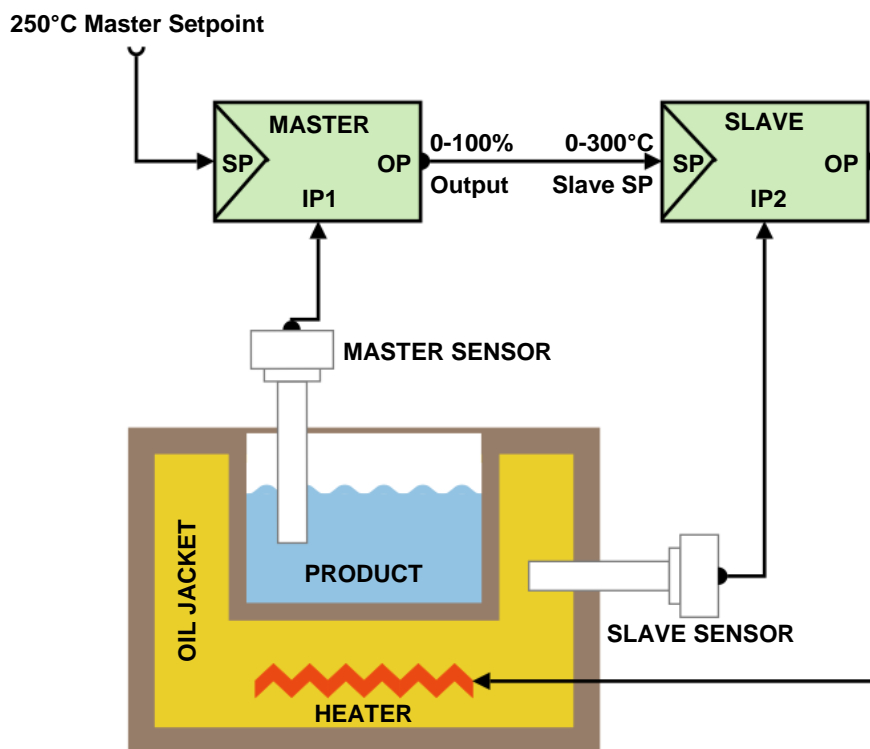 250°C Master Setpoint
MASTER
SP
OP
IP1
0-100%
Output
0-300°C
Slave SP
SLAVE
SP
OP
IP2
MASTER SENSOR
OIL JACKET
PRODUCT
SLAVE SENSOR
HEATER